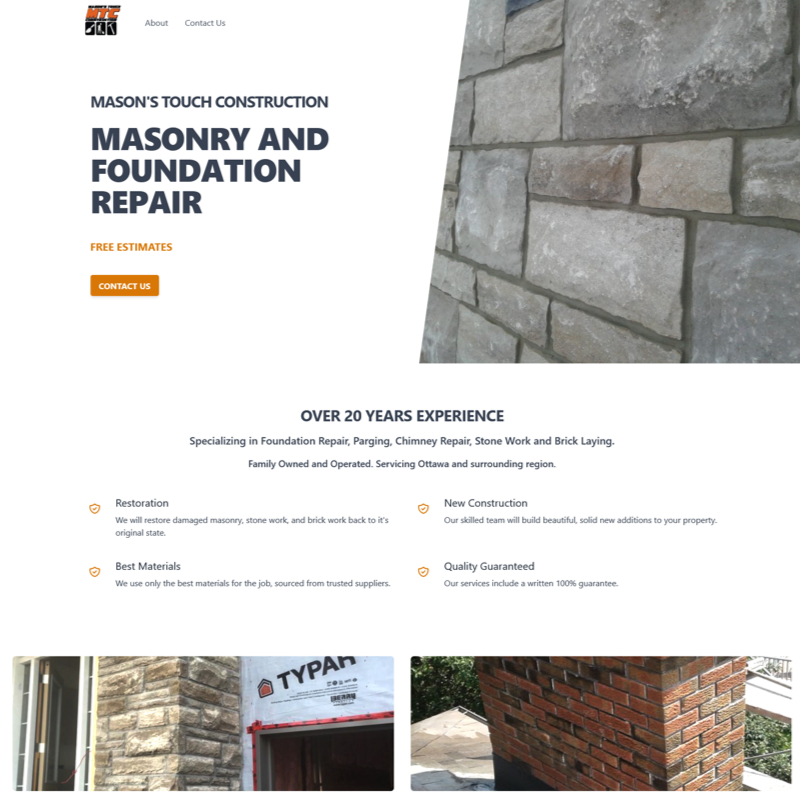 MTC
About
Contact Us
MASON'S TOUCH CONSTRUCTION
MASONRY AND
FOUNDATION
REPAIR
FREE ESTIMATES
CONTACT US
OVER 20 YEARS EXPERIENCE
Specializing in Foundation Repair, Parging, Chimney Repair, Stone Work and Brick Laying.
Family Owned and Operated. Servicing Ottawa and surrounding region.
Restoration
We will restore damaged masonry, stone work, and brick work back to it's
original state.
New Construction
Our skilled team will build beautiful, solid new additions to your property.
Best Materials
We use only the best materials for the job, sourced from trusted suppliers.
Quality Guaranteed
Our services include a written 100% guarantee.
TYPAR